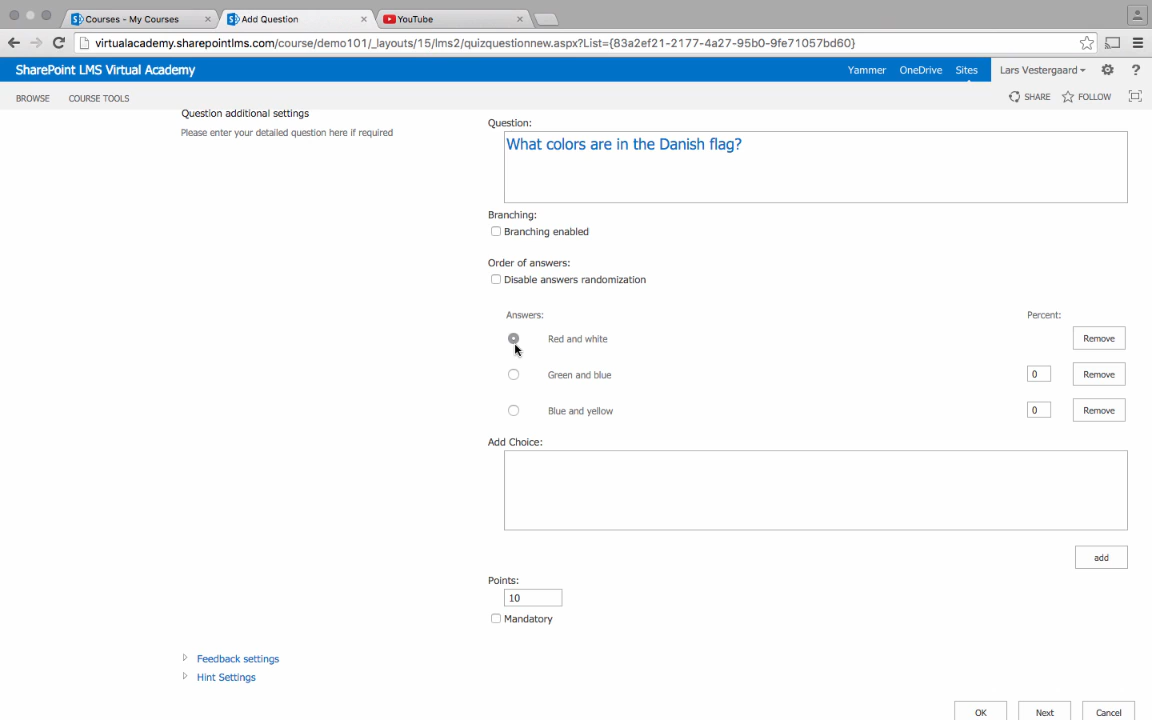 Courses - My Courses
Add Question
YouTube
virtualacademy.sharepointlms.com/course/demo101/_layouts/15/lms2/quizquestionnew.aspx?List={83a2ef21-2177-4a27-95b0-9fe71057bd60}
SharePoint LMS Virtual Academy
Yammer OneDrive Sites Lars Vestergaard ?
BROWSE COURSE TOOLS
SHARE FOLLOW
Question additional settings
Please enter your detailed question here if required
Question:
What colors are in the Danish flag?
Branching:
Branching enabled
Order of answers:
Disable answers randomization
Answers: Percent:
Red and white Remove
Green and blue 0 Remove
Blue and yellow 0 Remove
Add Choice:
add
Points:
10
Mandatory
Feedback settings
Hint Settings
OK Next Cancel